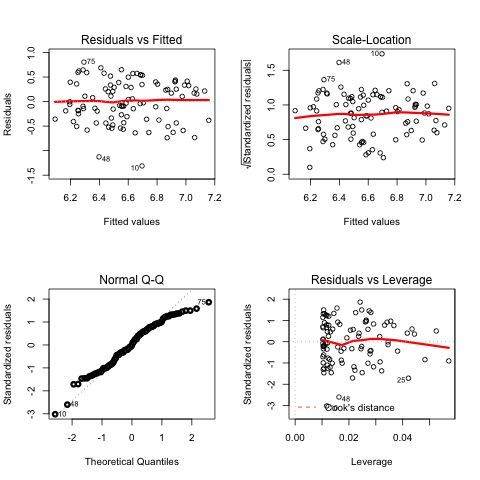 Residuals vs Fitted
Residuals
1.0
0.5
0.0
-0.5
-1.5
75
48
10
6.2 6.4 6.6 6.8 7.0 7.2
Fitted values
Scale-Location
√|Standardized residuals|
1.5
1.0
0.5
0.0
10
48
75
6.2 6.4 6.6 6.8 7.0 7.2
Fitted values
Normal Q-Q
Standardized residuals
2
1
0
-1
-2
-3
75
48
10
-2 -1 0 1 2
Theoretical Quantiles
Residuals vs Leverage
Standardized residuals
2
1
0
-1
-2
-3
25
48
Cook's distance
0.00 0.02 0.04
Leverage